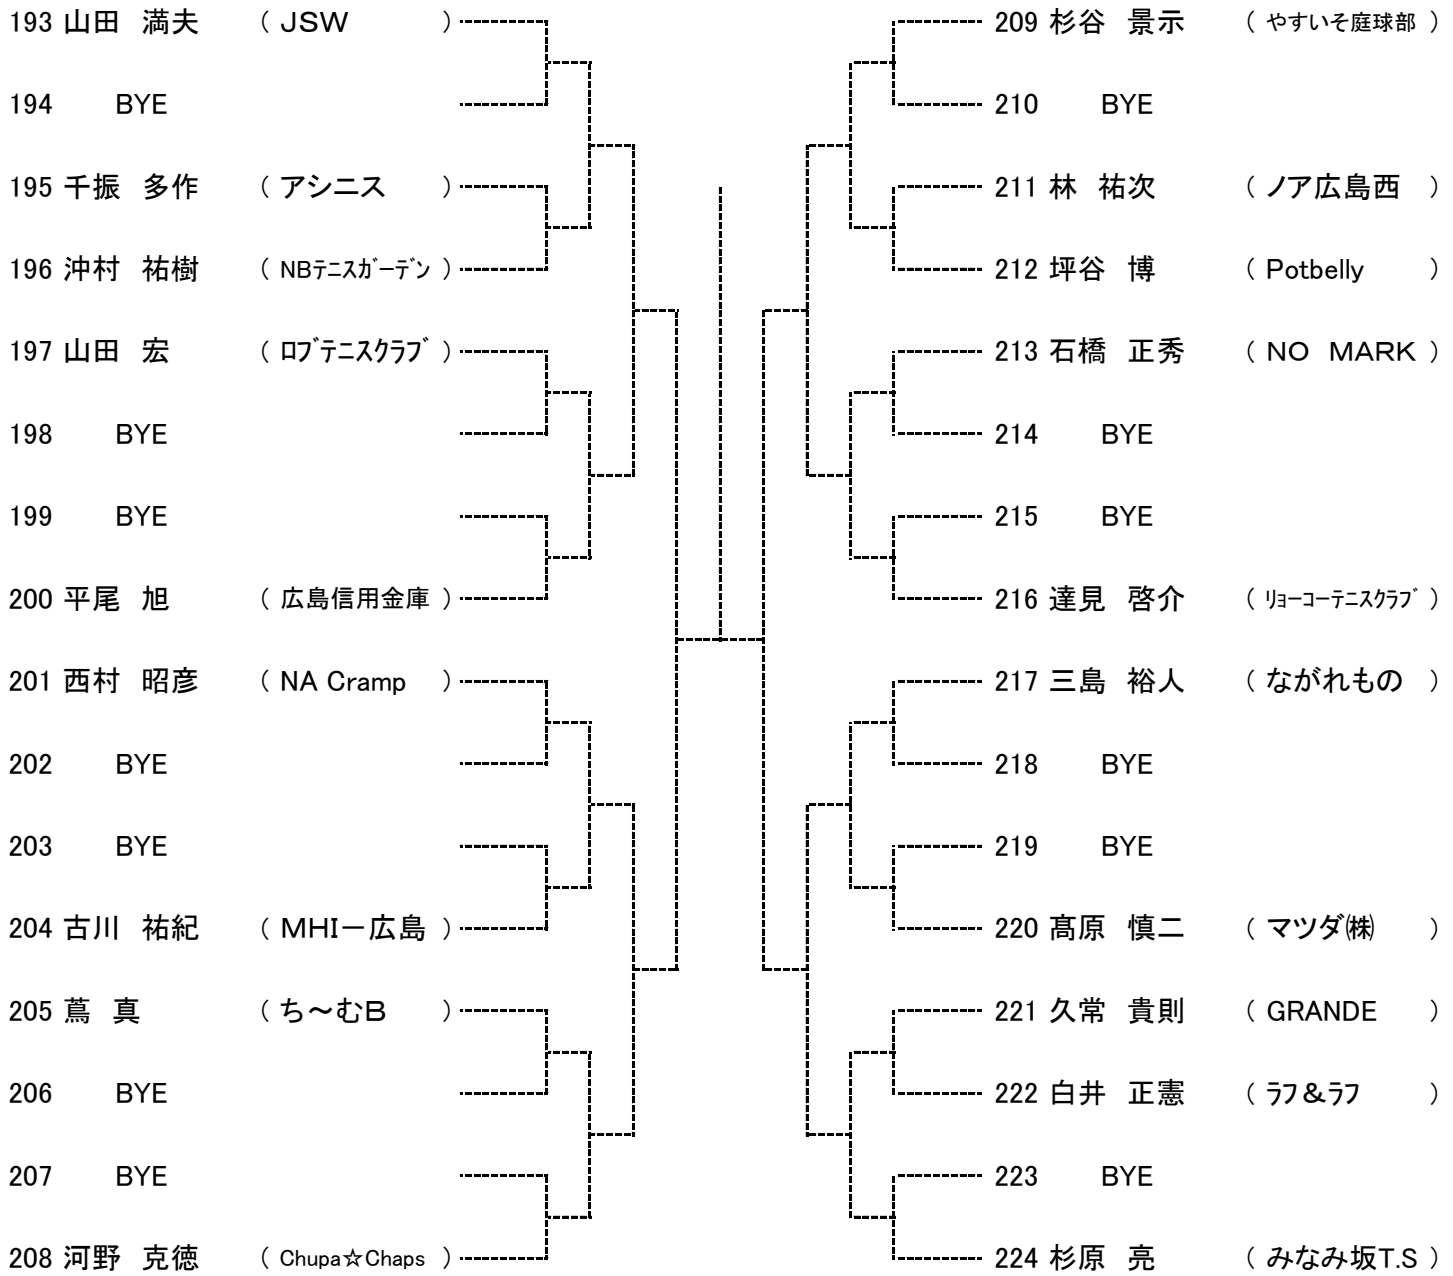 193 山田　満夫 ( JSW )
194 BYE
195 千振　多作 ( アシニス )
196 沖村　祐樹 ( NBﾃﾆｽｶﾞｰﾃﾞﾝ )
197 山田　宏 ( ﾛﾌﾞﾃﾆｽｸﾗﾌﾞ )
198 BYE
199 BYE
200 平尾　旭 ( 広島信用金庫 )
201 西村　昭彦 ( NA Cramp )
202 BYE
203 BYE
204 古川　祐紀 ( MHI－広島 )
205 蔦　真 ( ち～むB )
206 BYE
207 BYE
208 河野　克徳 ( Chupa☆Chaps )
209 杉谷　景示 ( やすいそ庭球部 )
210 BYE
211 林　祐次 ( ノア広島西 )
212 坪谷　博 ( Potbelly )
213 石橋　正秀 ( NO　MARK )
214 BYE
215 BYE
216 達見　啓介 ( ﾘｮｰｺｰﾃﾆｽｸﾗﾌﾞ )
217 三島　裕人 ( ながれもの )
218 BYE
219 BYE
220 髙原　慎二 ( マツダ㈱ )
221 久常　貴則 ( GRANDE )
222 白井　正憲 ( ﾗﾌ＆ﾗﾌ )
223 BYE
224 杉原　亮 ( みなみ坂T.S )